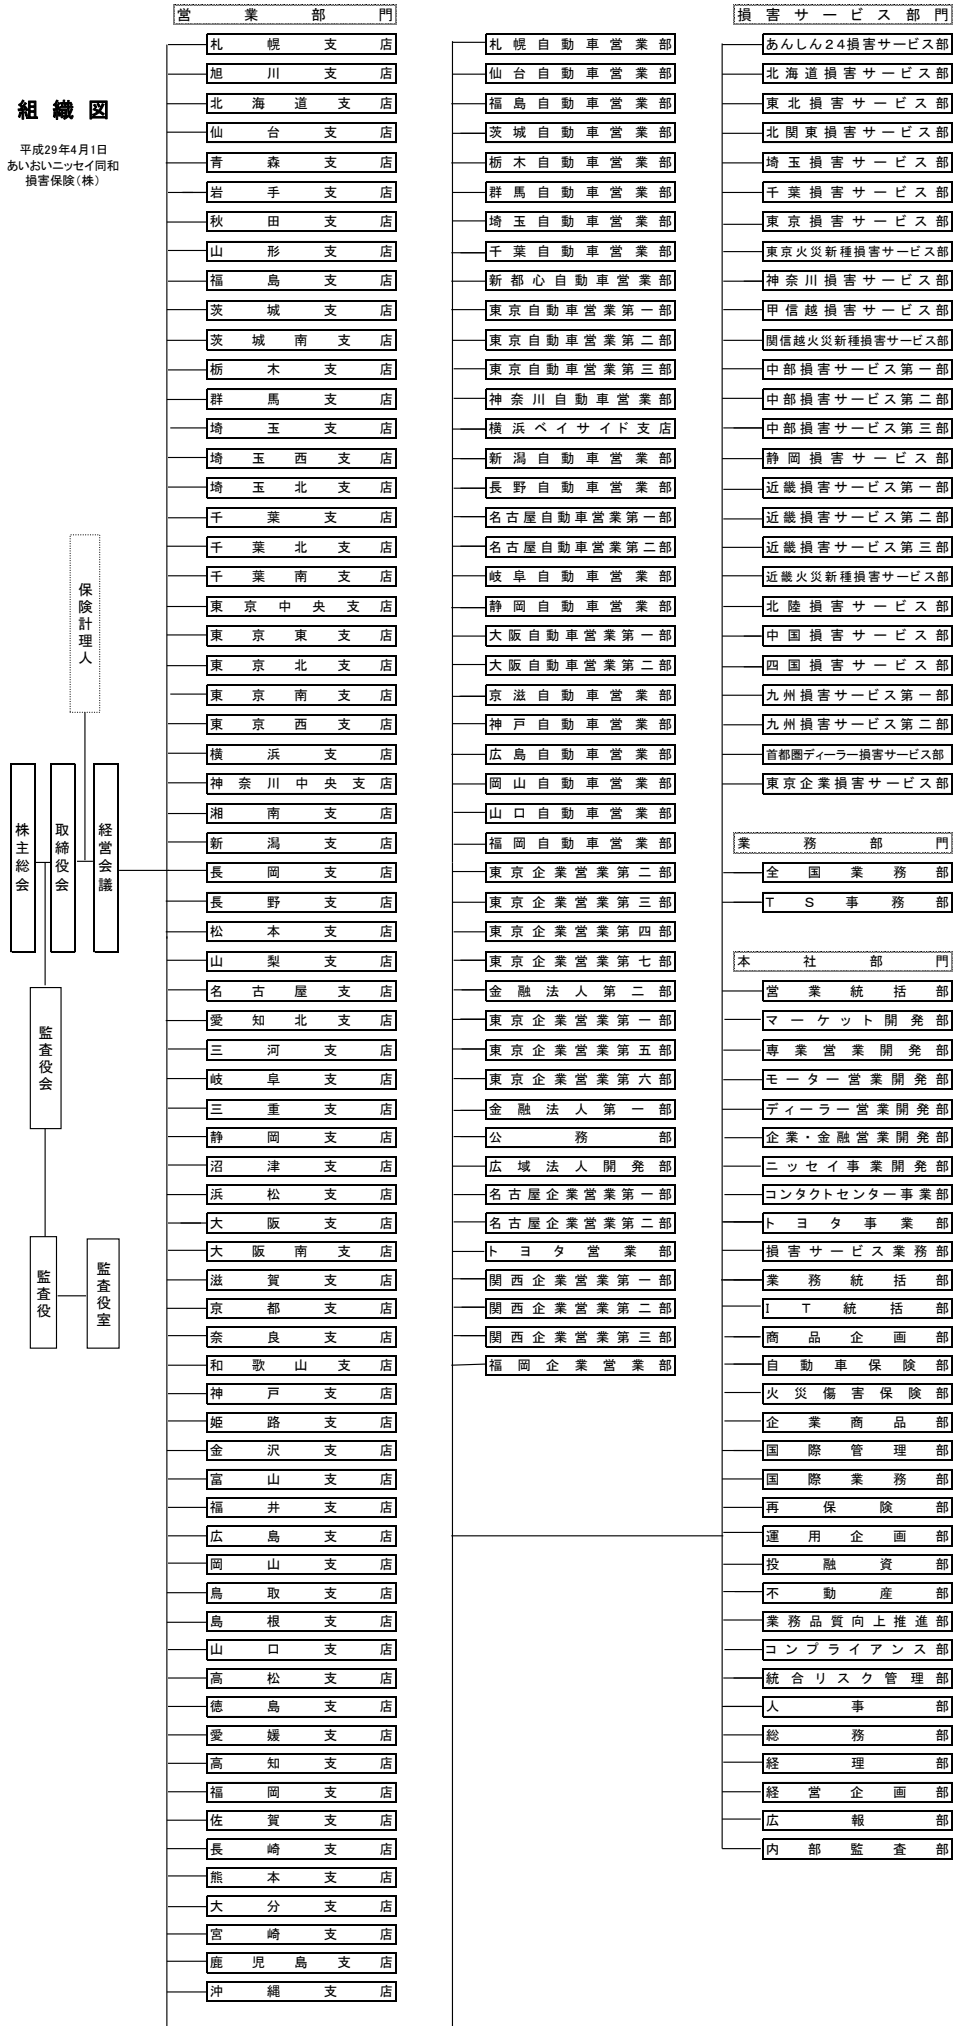 組織図
平成29年4月1日
あいおいニッセイ同和
損害保険(株)
保険計理人
株主総会
取締役会
経営会議
監査役会
監査役
監査役室
営業部門
札幌支店
旭川支店
北海道支店
仙台支店
青森支店
岩手支店
秋田支店
山形支店
福島支店
茨城支店
茨城南支店
栃木支店
群馬支店
埼玉支店
埼玉西支店
埼玉北支店
千葉支店
千葉北支店
千葉南支店
東京中央支店
東京東支店
東京北支店
東京南支店
東京西支店
横浜支店
神奈川中央支店
湘南支店
新潟支店
長岡支店
長野支店
松本支店
山梨支店
名古屋支店
愛知北支店
三河支店
岐阜支店
三重支店
静岡支店
沼津支店
浜松支店
大阪支店
大阪南支店
滋賀支店
京都支店
奈良支店
和歌山支店
神戸支店
姫路支店
金沢支店
富山支店
福井支店
広島支店
岡山支店
鳥取支店
島根支店
山口支店
高松支店
徳島支店
愛媛支店
高知支店
福岡支店
佐賀支店
長崎支店
熊本支店
大分支店
宮崎支店
鹿児島支店
沖縄支店
札幌自動車営業部
仙台自動車営業部
福島自動車営業部
茨城自動車営業部
栃木自動車営業部
群馬自動車営業部
埼玉自動車営業部
千葉自動車営業部
新都心自動車営業部
東京自動車営業第一部
東京自動車営業第二部
東京自動車営業第三部
神奈川自動車営業部
横浜ベイサイド支店
新潟自動車営業部
長野自動車営業部
名古屋自動車営業第一部
名古屋自動車営業第二部
岐阜自動車営業部
静岡自動車営業部
大阪自動車営業第一部
大阪自動車営業第二部
京滋自動車営業部
神戸自動車営業部
広島自動車営業部
岡山自動車営業部
山口自動車営業部
福岡自動車営業部
東京企業営業第二部
東京企業営業第三部
東京企業営業第四部
東京企業営業第七部
金融法人第二部
東京企業営業第一部
東京企業営業第五部
東京企業営業第六部
金融法人第一部
公務部
広域法人開発部
名古屋企業営業第一部
名古屋企業営業第二部
トヨタ営業部
関西企業営業第一部
関西企業営業第二部
関西企業営業第三部
福岡企業営業部
損害サービス部門
あんしん24損害サービス部
北海道損害サービス部
東北損害サービス部
北関東損害サービス部
埼玉損害サービス部
千葉損害サービス部
東京損害サービス部
東京火災新種損害サービス部
神奈川損害サービス部
甲信越損害サービス部
関信越火災新種損害サービス部
中部損害サービス第一部
中部損害サービス第二部
中部損害サービス第三部
静岡損害サービス部
近畿損害サービス第一部
近畿損害サービス第二部
近畿損害サービス第三部
近畿火災新種損害サービス部
北陸損害サービス部
中国損害サービス部
四国損害サービス部
九州損害サービス第一部
九州損害サービス第二部
首都圏ディーラー損害サービス部
東京企業損害サービス部
業務部門
全国業務部
TS事務部
本社部門
営業統括部
マーケット開発部
専業営業開発部
モーター営業開発部
ディーラー営業開発部
企業・金融営業開発部
ニッセイ事業開発部
コンタクトセンター事業部
トヨタ事業部
損害サービス業務部
業務統括部
IT統括部
商品企画部
自動車保険部
火災傷害保険部
企業商品部
国際管理部
国際業務部
再保険部
運用企画部
投融資部
不動産部
業務品質向上推進部
コンプライアンス部
統合リスク管理部
人事部
総務部
経理部
経営企画部
広報部
内部監査部